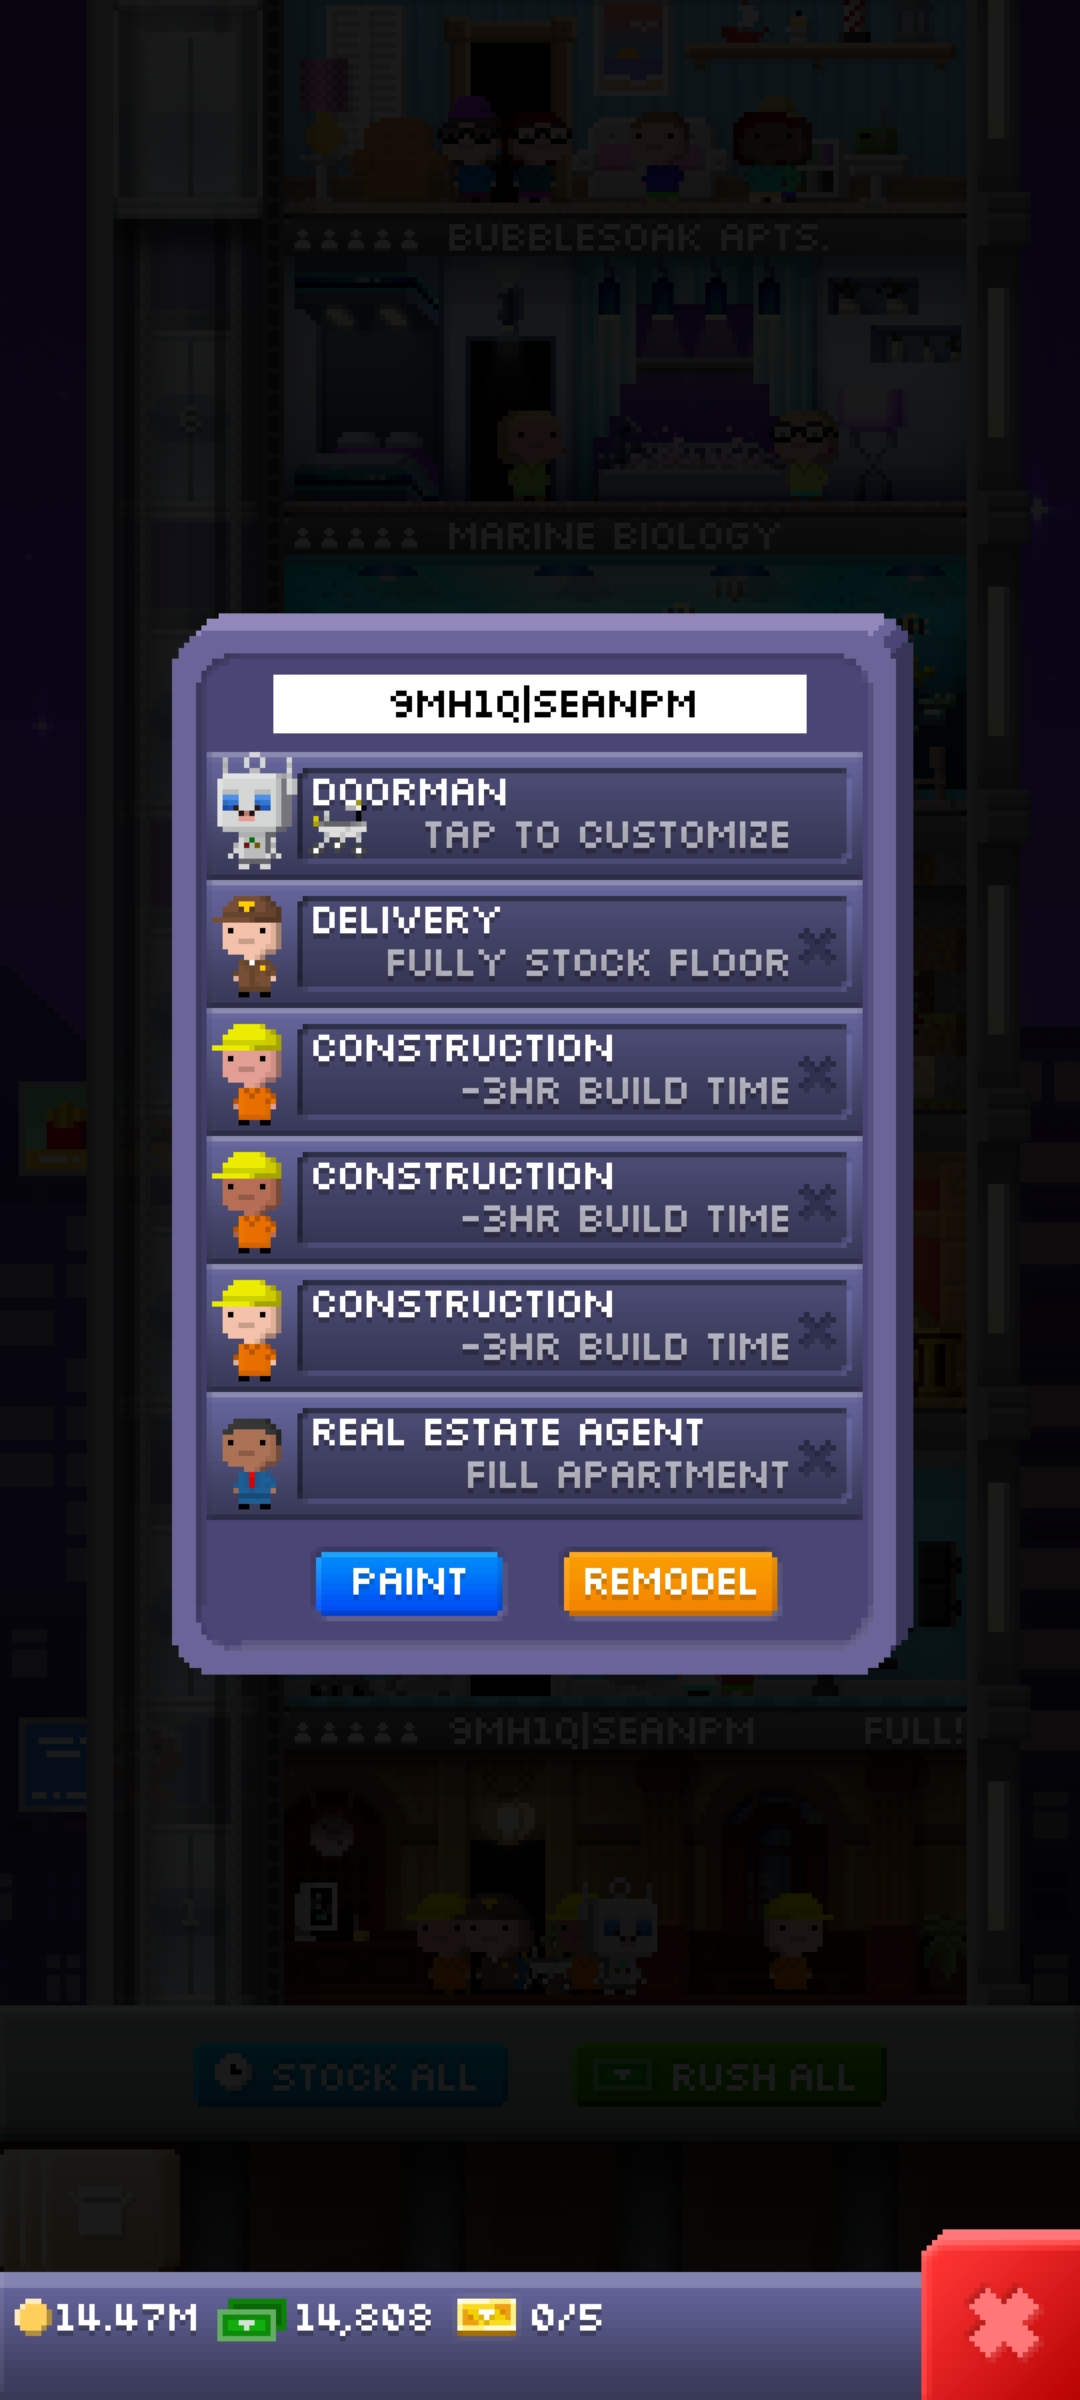 BUBBLESOAK APTS.
6
MARINE BIOLOGY
9MH1Q|SEANPM
DOORMAN
TAP TO CUSTOMIZE
DELIVERY
FULLY STOCK FLOOR
CONSTRUCTION
-3HR BUILD TIME
CONSTRUCTION
-3HR BUILD TIME
CONSTRUCTION
-3HR BUILD TIME
REAL ESTATE AGENT
FILL APARTMENT
PAINT REMODEL
9MH1Q|SEANPM FULL!
1
STOCK ALL RUSH ALL
14.47M 14,808 0/5